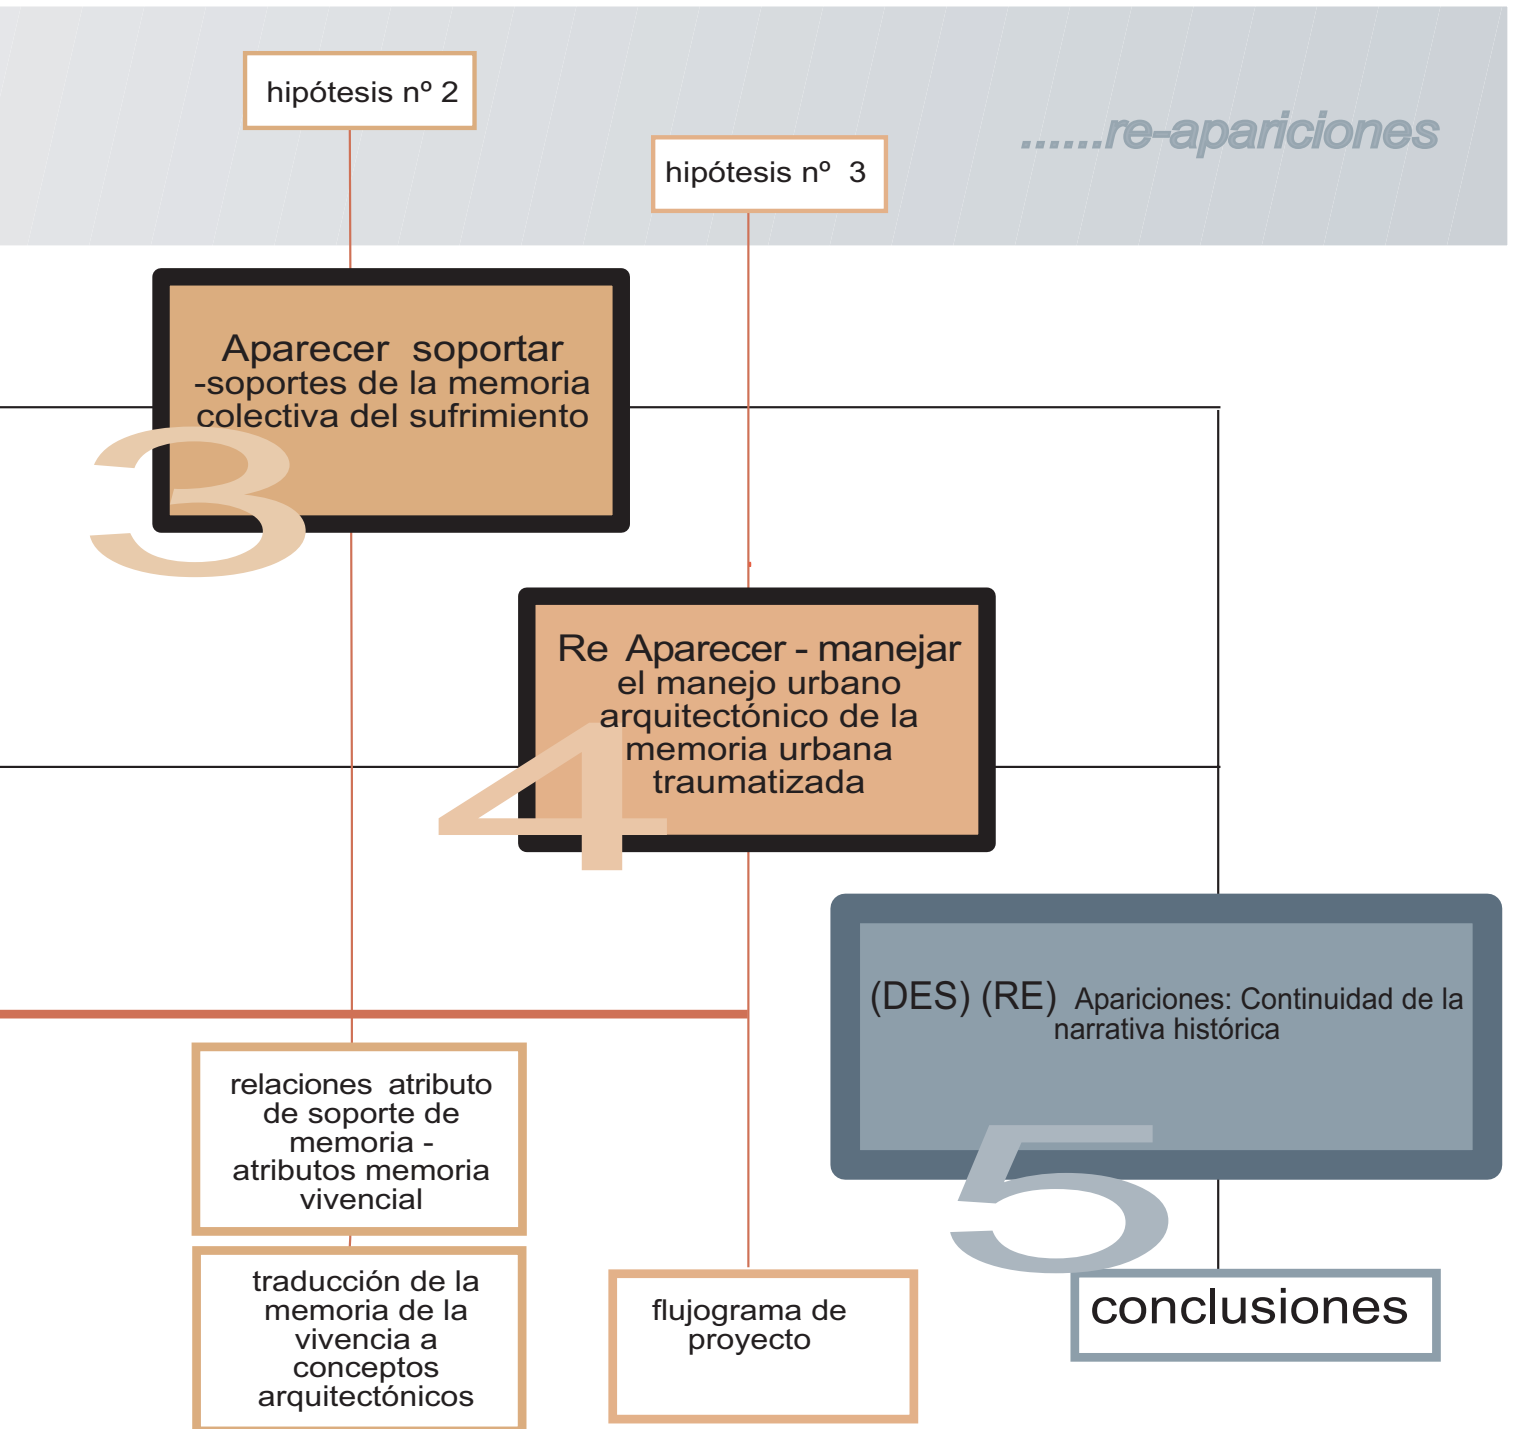 hipótesis nº 2
......re-apariciones
hipótesis nº 3
Aparecer soportar
-soportes de la memoria
colectiva del sufrimiento
3
Re Aparecer - manejar
el manejo urbano
arquitectónico de la
memoria urbana
traumatizada
4
(DES) (RE) Apariciones: Continuidad de la
narrativa histórica
5
relaciones atributo
de soporte de
memoria -
atributos memoria
vivencial
traducción de la
memoria de la
vivencia a
conceptos
arquitectónicos
flujograma de
proyecto
conclusiones